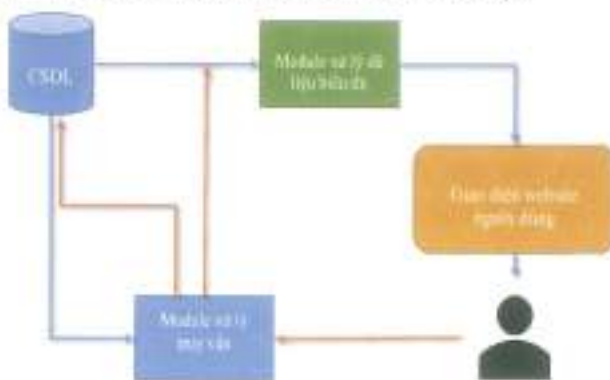 CSDL
Module xử lý dữ
liệu biểu đồ
Giao diện website
người dùng
Module xử lý
truy vấn